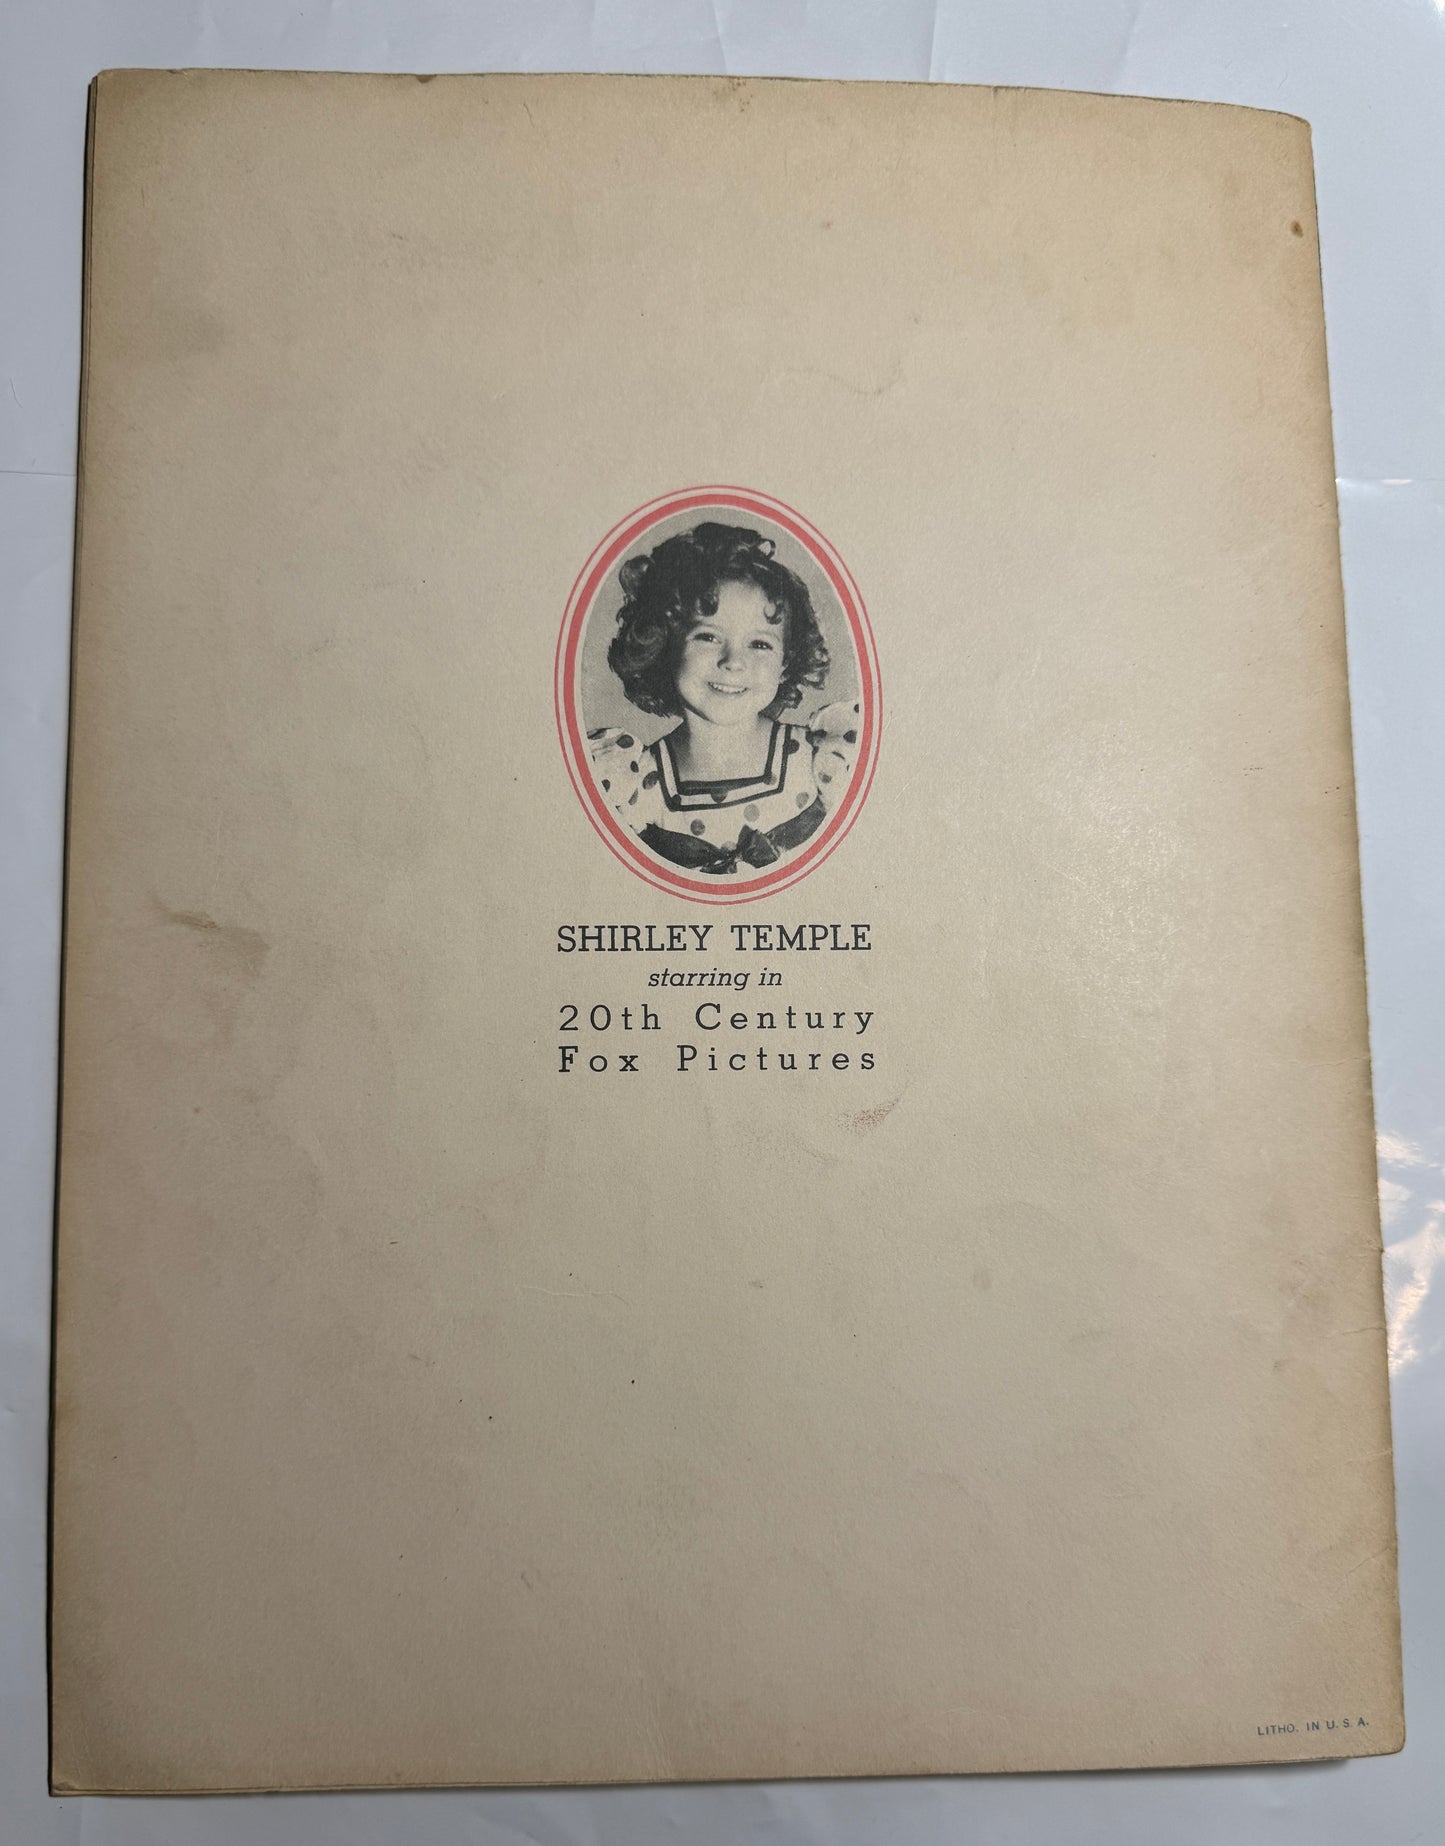 SHIRLEY TEMPLE
starring in
20th Century
Fox Pictures
LITHO. IN U. S. A.